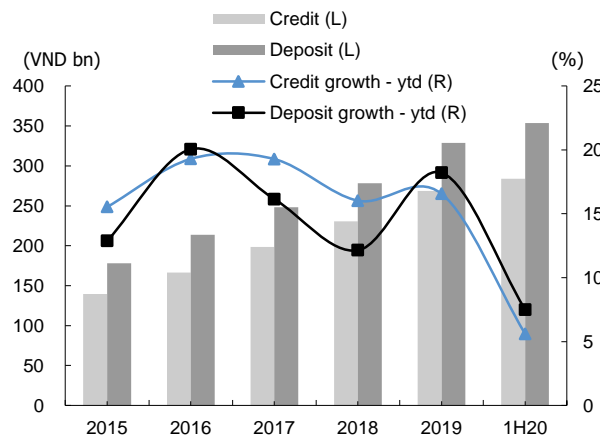 Credit (L)
Deposit (L)
(VND bn)
(%)
Credit growth - ytd (R)
Deposit growth - ytd (R)
400
350
300
250
200
150
100
50
0
25
20
15
10
5
0
2015 2016 2017 2018 2019 1H20